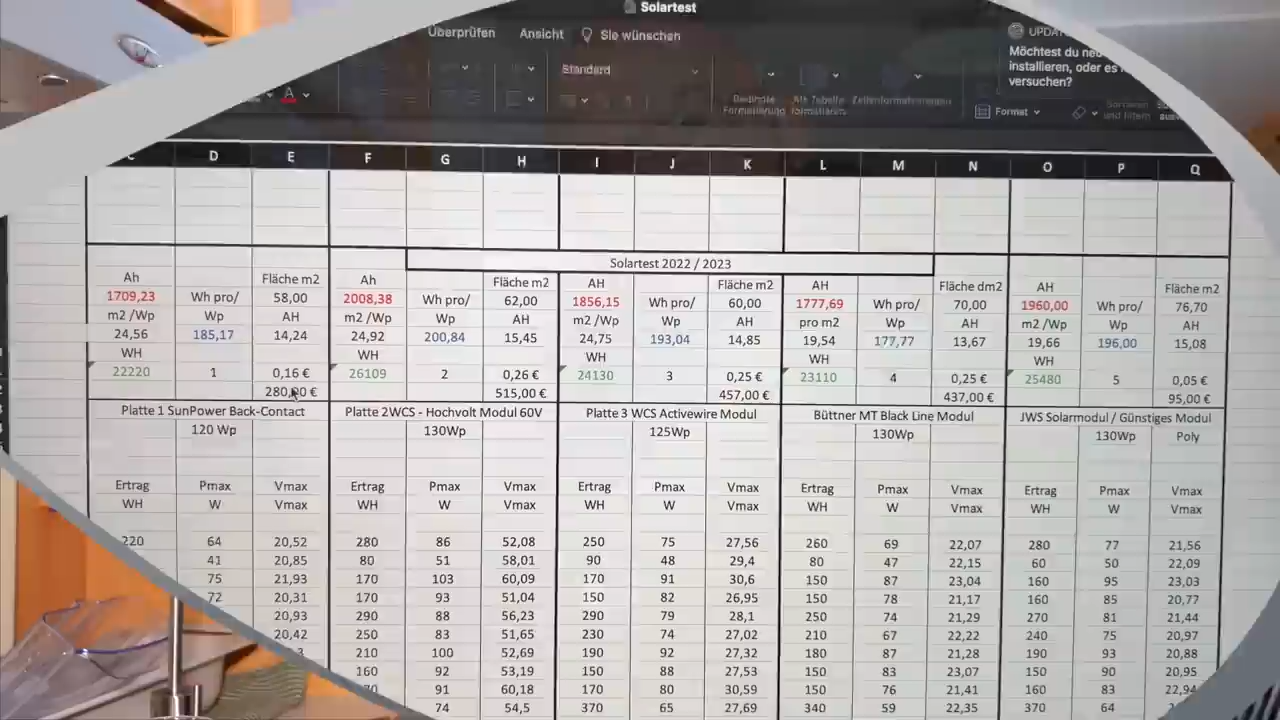 Solartest
Überprüfen Ansicht Sie wünschen
UPDAT
Möchtest du neu
installieren, oder es
versuchen?
Standard
Bedingte Formatierung Als Tabelle formatieren Zellenformatvorlagen
Format
Sortieren und Filtern
C D E F G H I J K L M N O P Q
Solartest 2022 / 2023
Ah Fläche m2 Ah Fläche m2 AH Fläche m2 AH Fläche dm2 AH Fläche m2
1709,23 Wh pro/ 58,00 2008,38 Wh pro/ 62,00 1856,15 Wh pro/ 60,00 1777,69 Wh pro/ 70,00 1960,00 Wh pro/ 76,70
m2 /Wp Wp AH m2 /Wp Wp AH m2 /Wp Wp AH pro m2 Wp AH m2 /Wp Wp AH
24,56 185,17 14,24 24,92 200,84 15,45 24,75 193,04 14,85 19,54 177,77 13,67 19,66 196,00 15,08
WH WH WH WH WH
22220 1 0,16 € 26109 2 0,26 € 24130 3 0,25 € 23110 4 0,25 € 25480 5 0,05 €
280,00 € 515,00 € 457,00 € 437,00 € 95,00 €
Platte 1 SunPower Back-Contact Platte 2WCS - Hochvolt Modul 60V Platte 3 WCS Activewire Modul Büttner MT Black Line Modul JWS Solarmodul / Günstiges Modul
120 Wp 130Wp 125Wp 130Wp 130Wp Poly
Ertrag Pmax Vmax Ertrag Pmax Vmax Ertrag Pmax Vmax Ertrag Pmax Vmax Ertrag Pmax Vmax
WH W Vmax WH W Vmax WH W Vmax WH W Vmax WH W Vmax
220 64 20,52 280 86 52,08 250 75 27,56 260 69 22,07 280 77 21,56
41 20,85 80 51 58,01 90 48 29,4 80 47 22,15 60 50 22,09
75 21,93 170 103 60,09 170 91 30,6 150 87 23,04 160 95 23,03
72 20,31 170 93 51,04 150 82 26,95 150 78 21,17 160 85 20,77
20,93 290 88 56,23 290 79 28,1 250 74 21,29 270 81 21,44
20,42 250 83 51,65 230 74 27,02 210 67 22,22 240 75 20,97
210 100 52,69 190 92 27,32 180 87 21,28 190 93 20,88
160 92 53,19 150 88 27,53 150 83 23,07 150 90 20,95
91 60,18 170 80 30,59 150 76 21,41 160 83 22,94
74 54,5 370 65 27,69 340 59 22,35 370 64